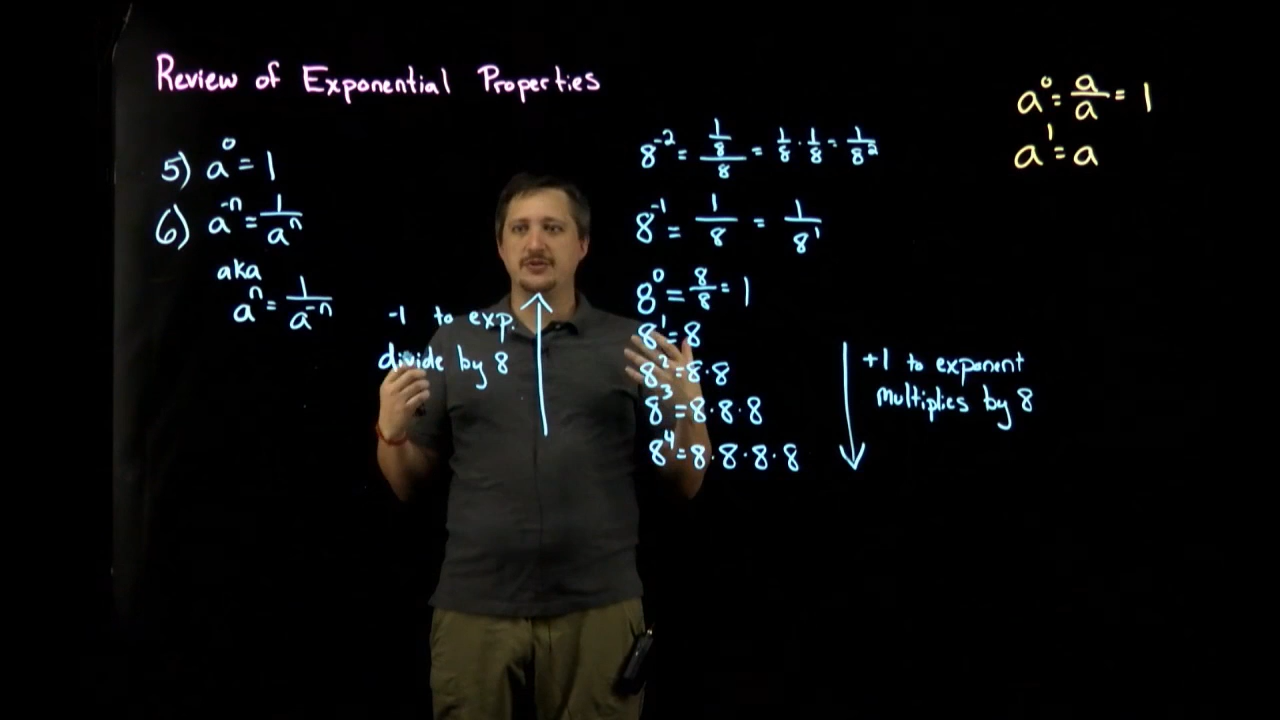 Review of Exponential Properties
5) a⁰ = 1
6) a⁻ⁿ = 1/aⁿ
aka
aⁿ = 1/a⁻ⁿ
-1 to exp.
divide by 8
8⁻² = (1/8)/8 = 1/8 · 1/8 = 1/8²
8⁻¹ = 1/8 = 1/8¹
8⁰ = 8/8 = 1
8¹ = 8
8² = 8·8
8³ = 8·8·8
8⁴ = 8·8·8·8
+1 to exponent
multiplies by 8
a⁰ = a/a = 1
a¹ = a